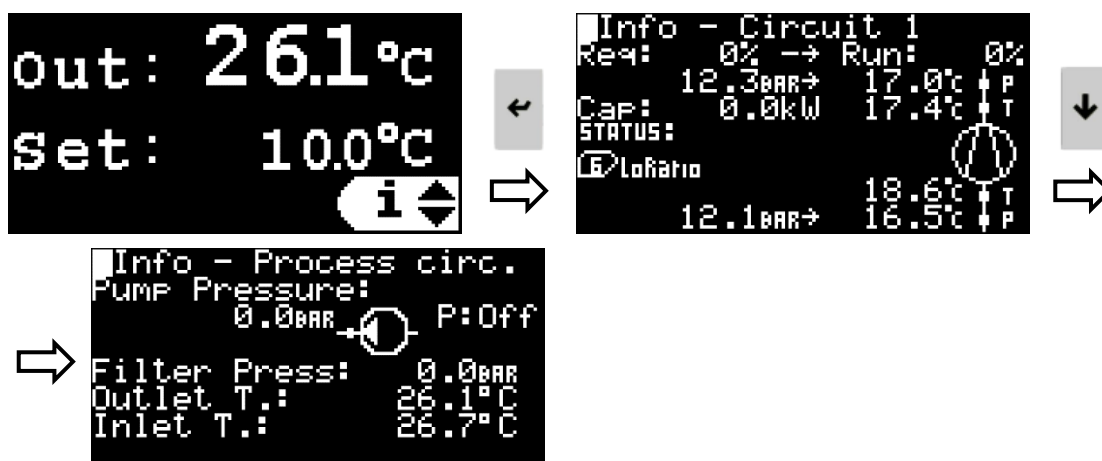 Out: 26.1°C
Set: 10.0°C
i
Info - Circuit 1
Req: 0% → Run: 0%
12.3BAR→ 17.0°C P
Cap: 0.0kW 17.4°C T
STATUS:
LoRatio
18.6°C T
12.1BAR→ 16.5°C P
Info - Process circ.
Pump Pressure:
0.0BAR P:Off
Filter Press: 0.0BAR
Outlet T.: 26.1°C
Inlet T.: 26.7°C